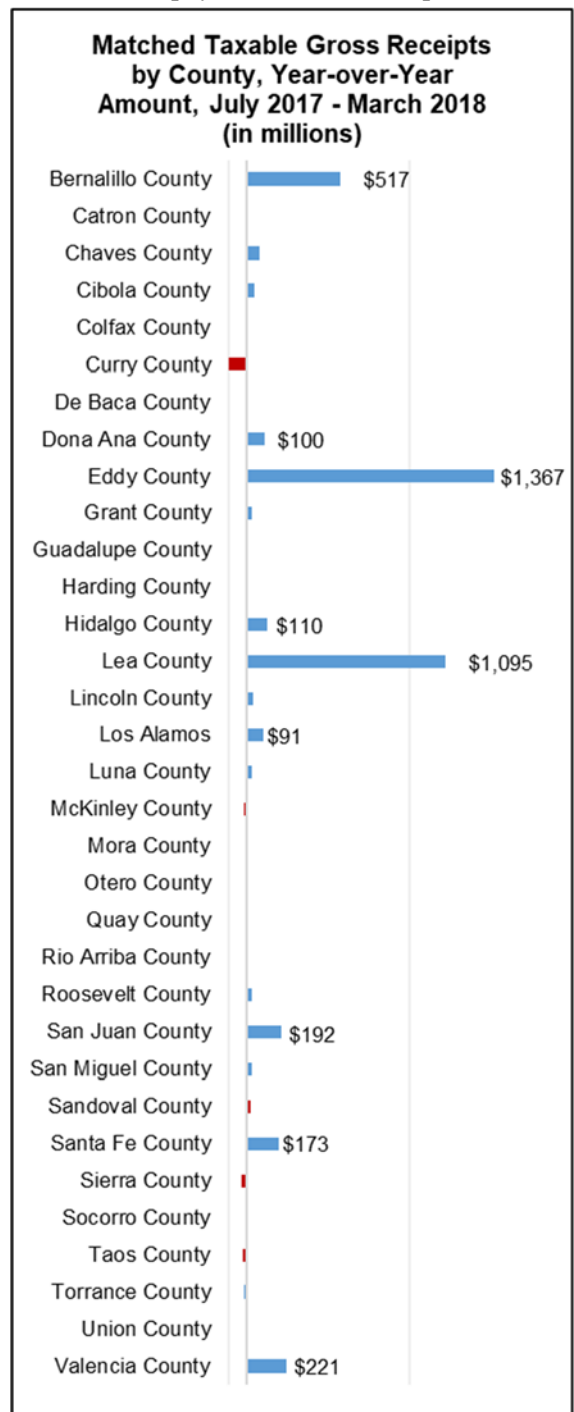 Matched Taxable Gross Receipts
by County, Year-over-Year
Amount, July 2017 - March 2018
(in millions)
Bernalillo County $517
Catron County
Chaves County
Cibola County
Colfax County
Curry County
De Baca County
Dona Ana County $100
Eddy County $1,367
Grant County
Guadalupe County
Harding County
Hidalgo County $110
Lea County $1,095
Lincoln County
Los Alamos $91
Luna County
McKinley County
Mora County
Otero County
Quay County
Rio Arriba County
Roosevelt County
San Juan County $192
San Miguel County
Sandoval County
Santa Fe County $173
Sierra County
Socorro County
Taos County
Torrance County
Union County
Valencia County $221